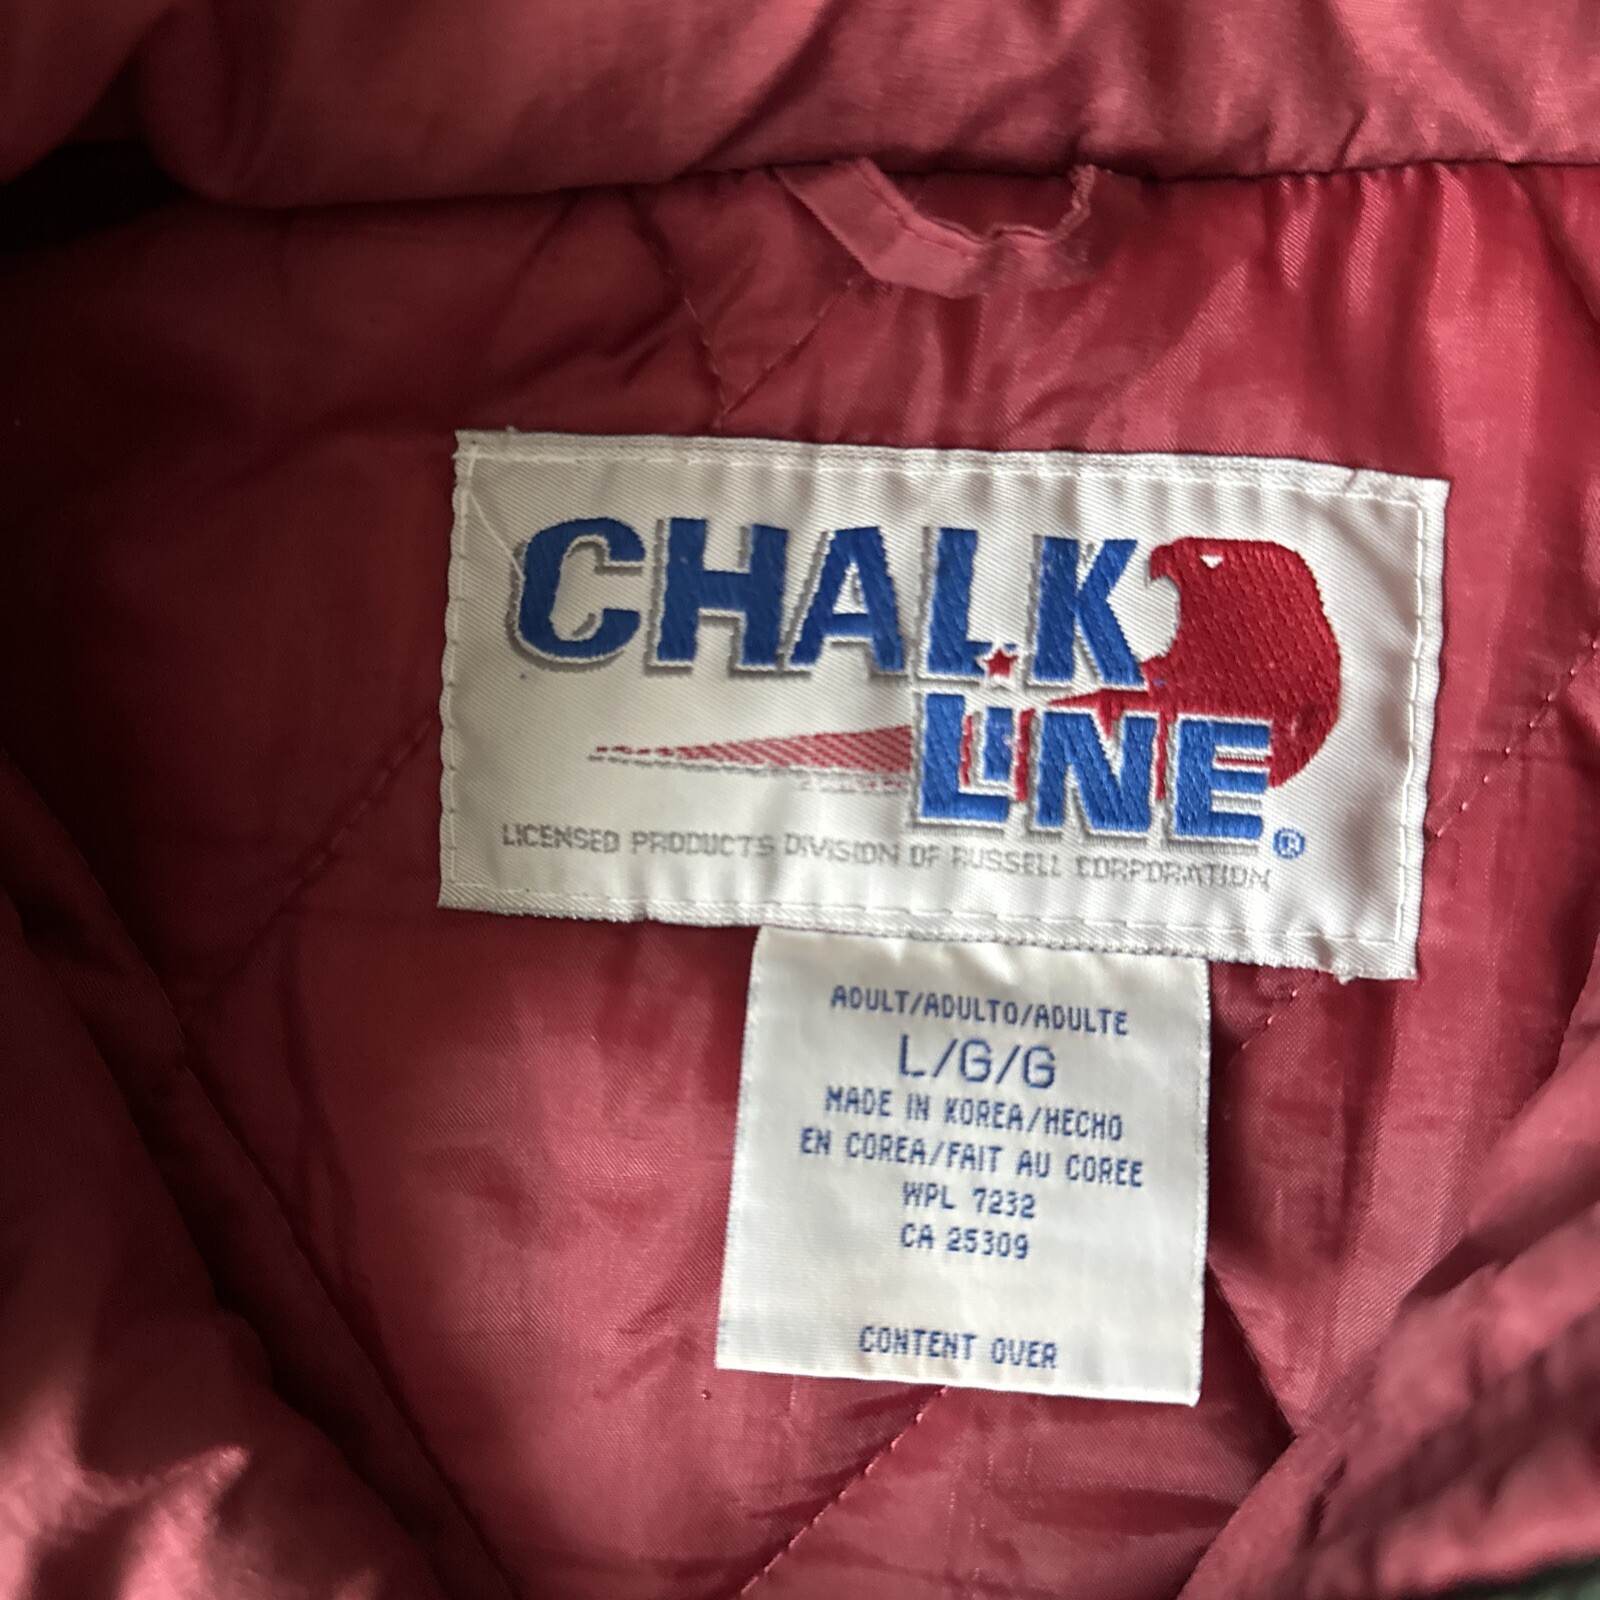 CHALK
LINE®
LICENSED PRODUCTS DIVISION OF RUSSELL CORPORATION
ADULT/ADULTO/ADULTE
L/G/G
MADE IN KOREA/HECHO
EN COREA/FAIT AU COREE
WPL 7232
CA 25309
CONTENT OVER